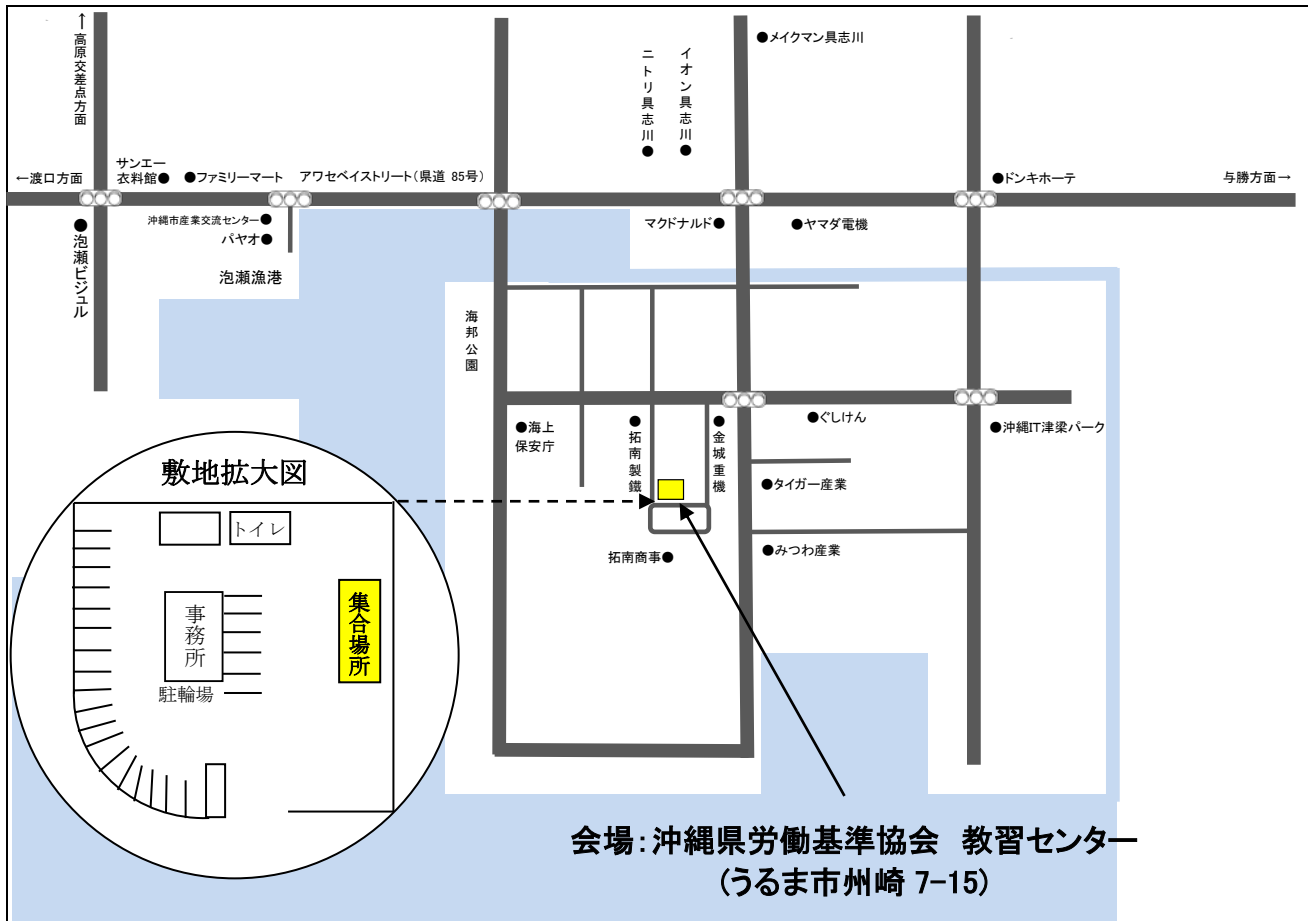 ↑高原交差点方面
●メイクマン具志川
ニトリ具志川●
イオン具志川●
←渡口方面
サンエー
衣料館●
●ファミリーマート
アワセベイストリート(県道 85号)
●ドンキホーテ
与勝方面→
沖縄市産業交流センター●
パヤオ●
泡瀬漁港
●泡瀬ビジュル
マクドナルド●
●ヤマダ電機
海邦公園
●海上
保安庁
●拓南製鐵
●金城重機
●ぐしけん
●沖縄IT津梁パーク
●タイガー産業
●みつわ産業
拓南商事●
敷地拡大図
トイレ
事務所
駐輪場
集合場所
会場:沖縄県労働基準協会 教習センター
(うるま市州崎 7-15)